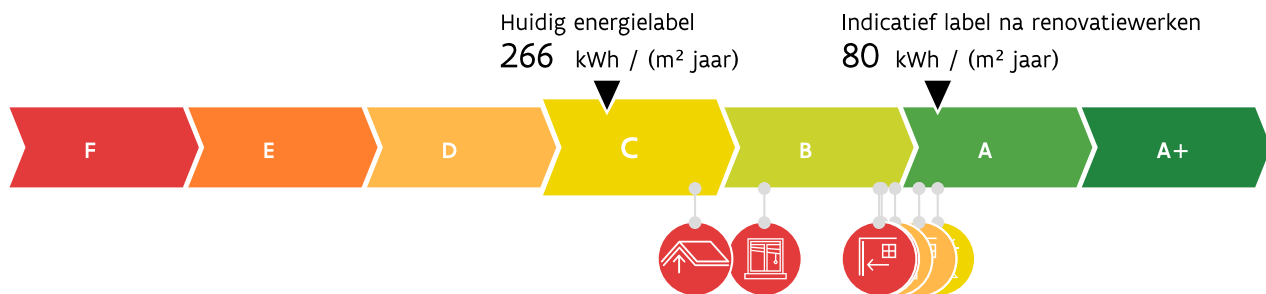 Huidig energielabel
266 kWh / (m² jaar)
Indicatief label na renovatiewerken
80 kWh / (m² jaar)
F E D C B A A+